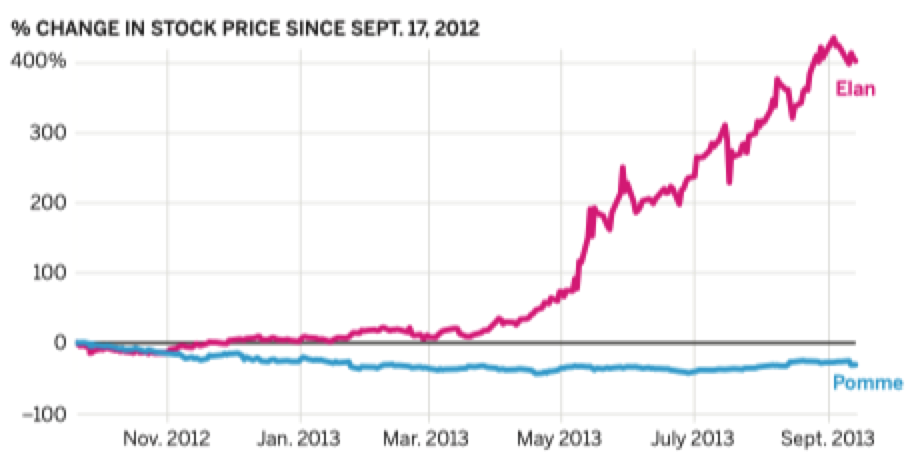 % CHANGE IN STOCK PRICE SINCE SEPT. 17, 2012
400%
Elan
300
200
100
0
Pomme
−100
Nov. 2012 Jan. 2013 Mar. 2013 May 2013 July 2013 Sept. 2013